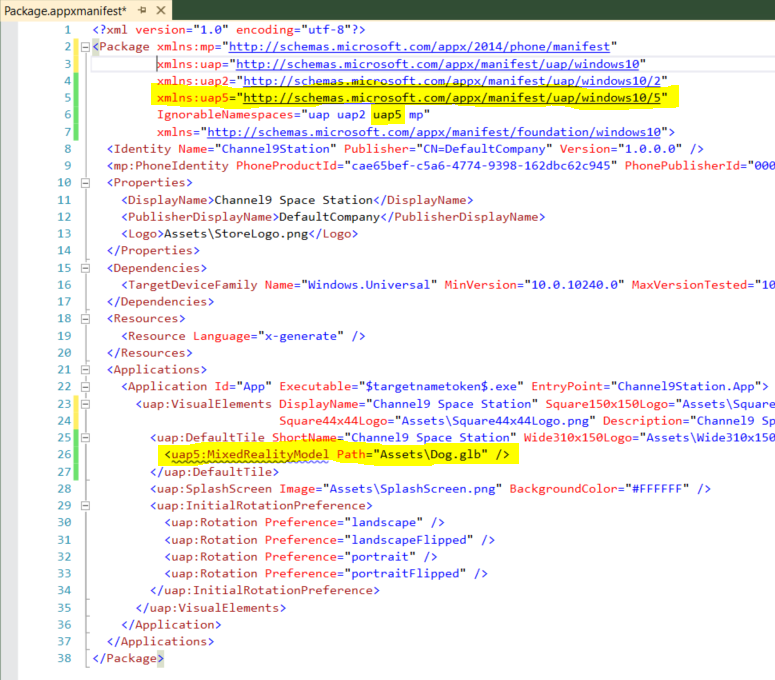 Package.appxmanifest*
1 <?xml version="1.0" encoding="utf-8"?>
2 <Package xmlns:mp="http://schemas.microsoft.com/appx/2014/phone/manifest"
3 xmlns:uap="http://schemas.microsoft.com/appx/manifest/uap/windows10"
4 xmlns:uap2="http://schemas.microsoft.com/appx/manifest/uap/windows10/2"
5 xmlns:uap5="http://schemas.microsoft.com/appx/manifest/uap/windows10/5"
6 IgnorableNamespaces="uap uap2 uap5 mp"
7 xmlns="http://schemas.microsoft.com/appx/manifest/foundation/windows10">
8 <Identity Name="Channel9Station" Publisher="CN=DefaultCompany" Version="1.0.0.0" />
9 <mp:PhoneIdentity PhoneProductId="cae65bef-c5a6-4774-9398-162dbc62c945" PhonePublisherId="000
10 <Properties>
11 <DisplayName>Channel9 Space Station</DisplayName>
12 <PublisherDisplayName>DefaultCompany</PublisherDisplayName>
13 <Logo>Assets\StoreLogo.png</Logo>
14 </Properties>
15 <Dependencies>
16 <TargetDeviceFamily Name="Windows.Universal" MinVersion="10.0.10240.0" MaxVersionTested="10
17 </Dependencies>
18 <Resources>
19 <Resource Language="x-generate" />
20 </Resources>
21 <Applications>
22 <Application Id="App" Executable="$targetnametoken$.exe" EntryPoint="Channel9Station.App">
23 <uap:VisualElements DisplayName="Channel9 Space Station" Square150x150Logo="Assets\Square
24 Square44x44Logo="Assets\Square44x44Logo.png" Description="Channel9 Sp
25 <uap:DefaultTile ShortName="Channel9 Space Station" Wide310x150Logo="Assets\Wide310x150
26 <uap5:MixedRealityModel Path="Assets\Dog.glb" />
27 </uap:DefaultTile>
28 <uap:SplashScreen Image="Assets\SplashScreen.png" BackgroundColor="#FFFFFF" />
29 <uap:InitialRotationPreference>
30 <uap:Rotation Preference="landscape" />
31 <uap:Rotation Preference="landscapeFlipped" />
32 <uap:Rotation Preference="portrait" />
33 <uap:Rotation Preference="portraitFlipped" />
34 </uap:InitialRotationPreference>
35 </uap:VisualElements>
36 </Application>
37 </Applications>
38 </Package>